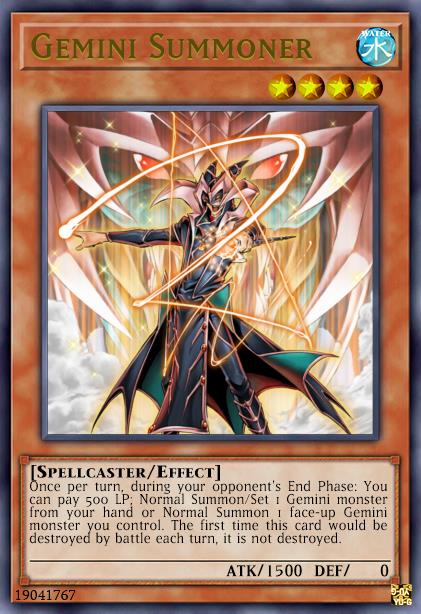 Gemini Summoner
WATER
水
[Spellcaster/Effect]
Once per turn, during your opponent's End Phase: You
can pay 500 LP; Normal Summon/Set 1 Gemini monster
from your hand or Normal Summon 1 face-up Gemini
monster you control. The first time this card would be
destroyed by battle each turn, it is not destroyed.
ATK/1500 DEF/ 0
19041767